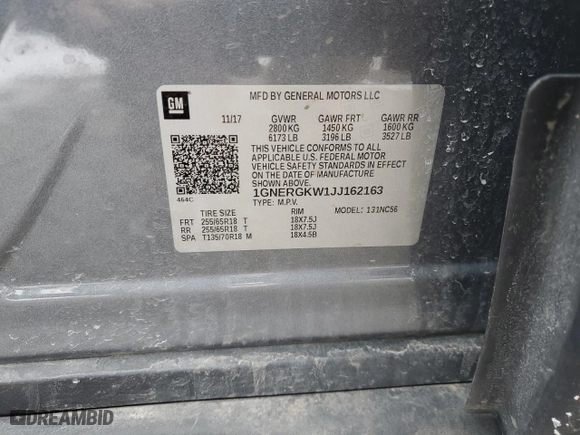 GM
MFD BY GENERAL MOTORS LLC
11/17 GVWR GAWR FRT GAWR RR
2800 KG 1450 KG 1600 KG
6173 LB 3196 LB 3527 LB
THIS VEHICLE CONFORMS TO ALL
APPLICABLE U.S. FEDERAL MOTOR
VEHICLE SAFETY STANDARDS IN EFFECT
ON THE DATE OF MANUFACTURE SHOWN ABOVE.
1GNERGKW1JJ162163
464C TYPE: M.P.V. MODEL: 131NC56
TIRE SIZE RIM
FRT 255/65R18 T 18X7.5J
RR 255/65R18 T 18X7.5J
SPA T135/70R18 M 18X4.5B
DREAMBID